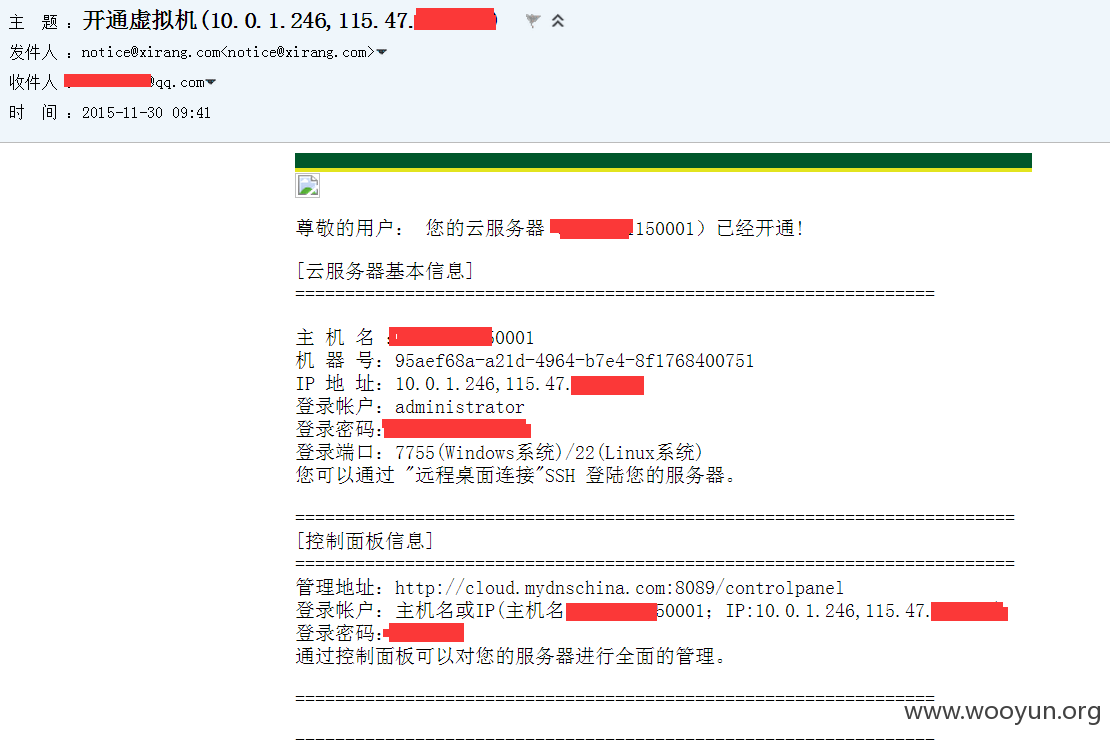 主 题：开通虚拟机(10.0.1.246,115.47.
发件人：notice@xirang.com<notice@xirang.com>
收件人 @qq.com
时 间：2015-11-30 09:41
尊敬的用户： 您的云服务器 150001）已经开通!
[云服务器基本信息]
================================================================
主 机 名： 50001
机 器 号：95aef68a-a21d-4964-b7e4-8f1768400751
IP 地 址：10.0.1.246,115.47.
登录帐户：administrator
登录密码:
登录端口：7755(Windows系统)/22(Linux系统)
您可以通过 "远程桌面连接"SSH 登陆您的服务器。
========================================================================
[控制面板信息]
========================================================================
管理地址：http://cloud.mydnschina.com:8089/controlpanel
登录帐户：主机名或IP(主机名 50001；IP:10.0.1.246,115.47.
登录密码:
通过控制面板可以对您的服务器进行全面的管理。
================================================================
www.wooyun.org
================================================================